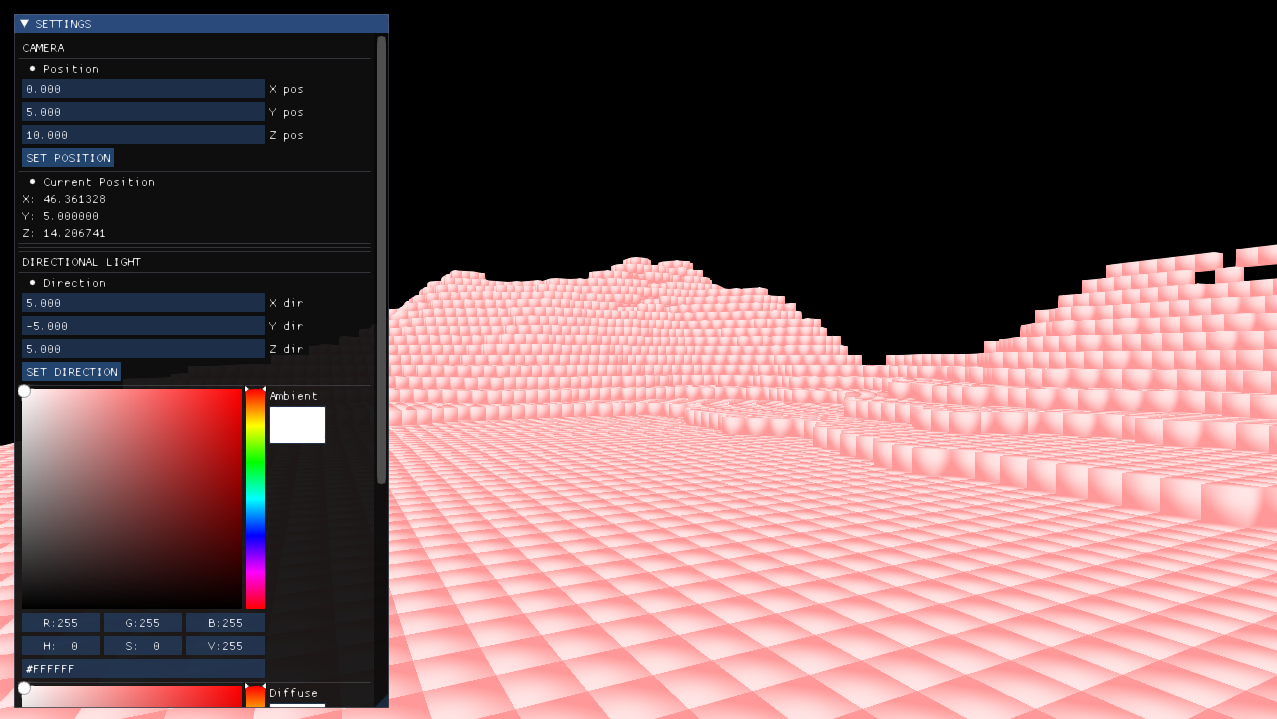 SETTINGS
CAMERA
Position
0.000 X pos
5.000 Y pos
10.000 Z pos
SET POSITION
Current Position
X: 46.361328
Y: 5.000000
Z: 14.206741
DIRECTIONAL LIGHT
Direction
5.000 X dir
-5.000 Y dir
5.000 Z dir
SET DIRECTION
Ambient
R:255 G:255 B:255
H: 0 S: 0 V:255
#FFFFFF
Diffuse